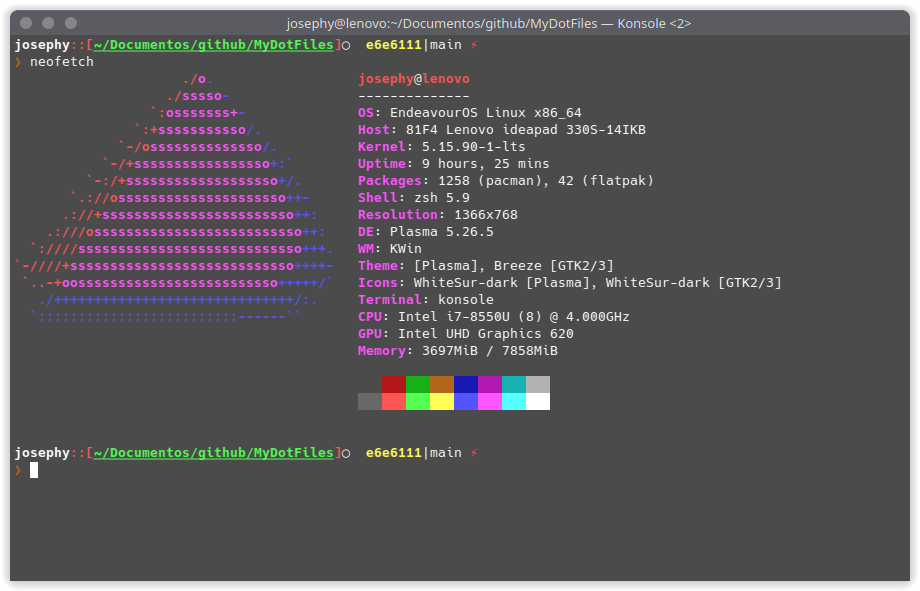 josephy@lenovo:~/Documentos/github/MyDotFiles — Konsole <2>
josephy::[~/Documentos/github/MyDotFiles]○  e6e6111|main ⚡
❯ neofetch
                     ./o.                  josephy@lenovo
                   ./sssso-                --------------
                 `:osssssss+-              OS: EndeavourOS Linux x86_64
               `:+sssssssssso/.            Host: 81F4 Lenovo ideapad 330S-14IKB
             `-/ossssssssssssso/.          Kernel: 5.15.90-1-lts
           `-/+sssssssssssssssso+:`        Uptime: 9 hours, 25 mins
         `-:/+sssssssssssssssssso+/.       Packages: 1258 (pacman), 42 (flatpak)
       `.://osssssssssssssssssssso++-      Shell: zsh 5.9
      .://+ssssssssssssssssssssssso++:     Resolution: 1366x768
    .:///ossssssssssssssssssssssssso++:    DE: Plasma 5.26.5
  `:////ssssssssssssssssssssssssssso+++.   WM: KWin
`-////+ssssssssssssssssssssssssssso++++-   Theme: [Plasma], Breeze [GTK2/3]
 `..-+oosssssssssssssssssssssssso+++++/`   Icons: WhiteSur-dark [Plasma], WhiteSur-dark [GTK2/3]
   ./++++++++++++++++++++++++++++++/:.     Terminal: konsole
  `:::::::::::::::::::::::::------``       CPU: Intel i7-8550U (8) @ 4.000GHz
                                           GPU: Intel UHD Graphics 620
                                           Memory: 3697MiB / 7858MiB
josephy::[~/Documentos/github/MyDotFiles]○  e6e6111|main ⚡
❯